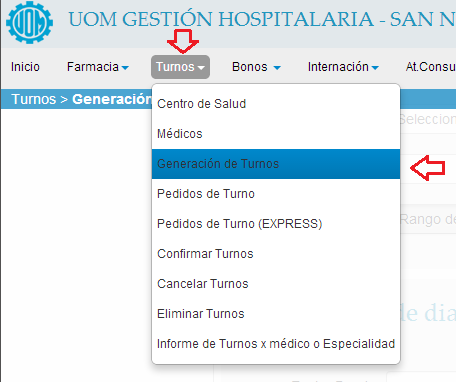 UOM
UOM GESTIÓN HOSPITALARIA - SAN N
Inicio Farmacia Turnos Bonos Internación At.Consu
Turnos > Generación
Seleccion
Centro de Salud
Médicos
Generación de Turnos
Pedidos de Turno
Rango de
Pedidos de Turno (EXPRESS)
Confirmar Turnos
Cancelar Turnos
de dia
Eliminar Turnos
Informe de Turnos x médico o Especialidad